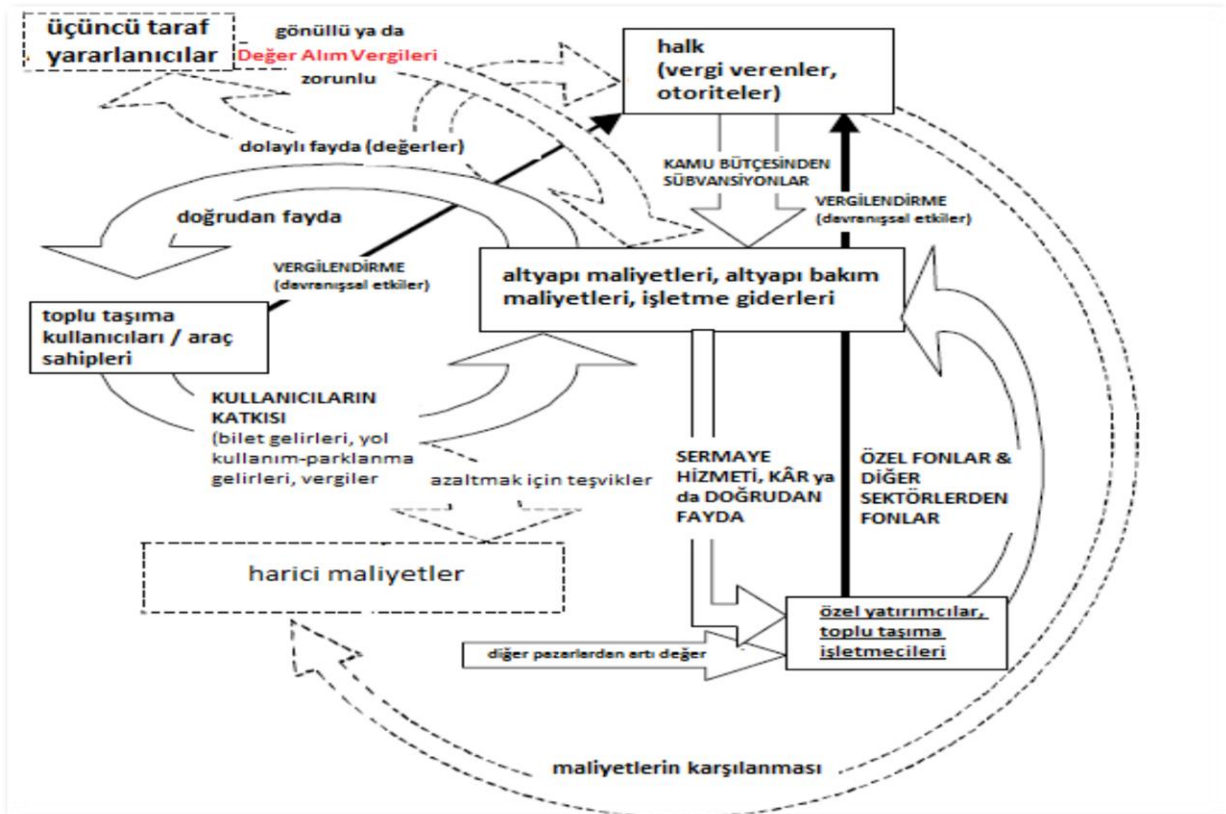 üçüncü taraf
yararlanıcılar
gönüllü ya da
Değer Alım Vergileri
zorunlu
halk
(vergi verenler,
otoriteler)
dolaylı fayda (değerler)
KAMU BÜTÇESİNDEN
SÜBVANSİYONLAR
VERGİLENDİRME
(davranışsal etkiler)
doğrudan fayda
VERGİLENDİRME
(davranışsal etkiler)
altyapı maliyetleri, altyapı bakım
maliyetleri, işletme giderleri
toplu taşıma
kullanıcıları / araç
sahipleri
KULLANICILARIN
KATKISI
(bilet gelirleri, yol
kullanım-parklanma
gelirleri, vergiler
azaltmak için teşvikler
SERMAYE
HİZMETİ, KÂR ya
da DOĞRUDAN
FAYDA
ÖZEL FONLAR &
DİĞER
SEKTÖRLERDEN
FONLAR
harici maliyetler
özel yatırımcılar,
toplu taşıma
işletmecileri
diğer pazarlardan artı değer
maliyetlerin karşılanması